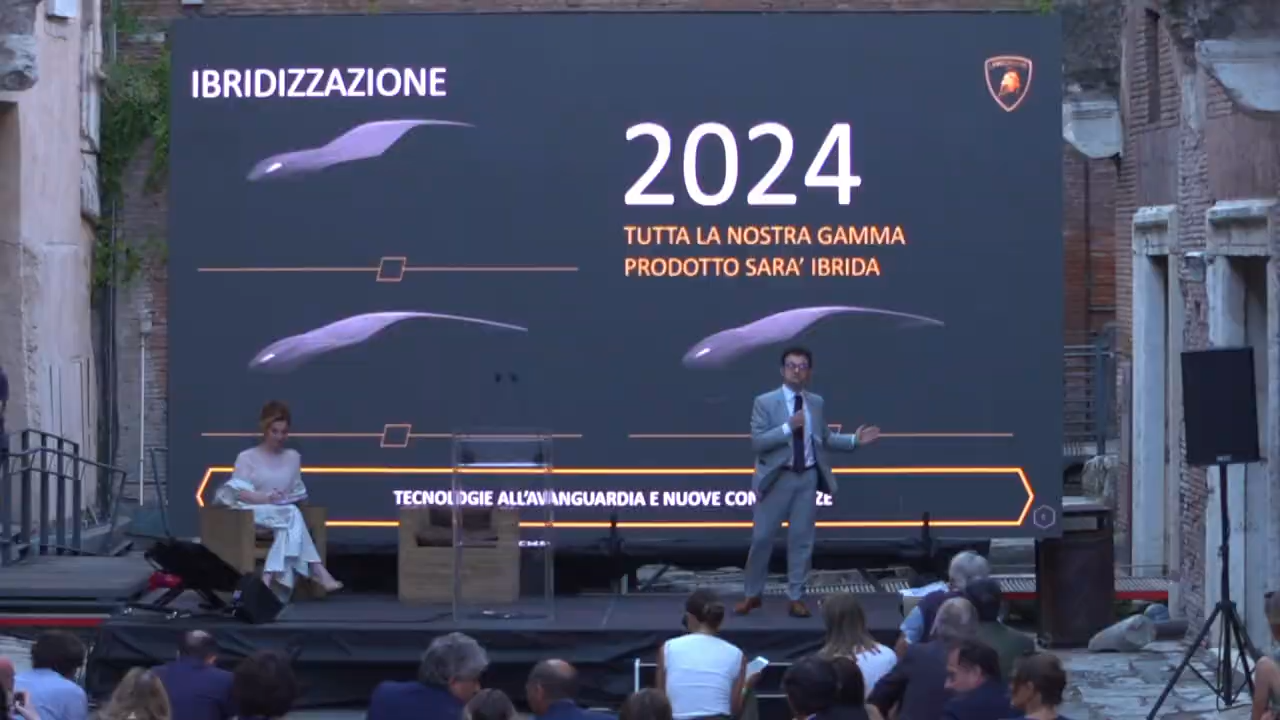 IBRIDIZZAZIONE
2024
TUTTA LA NOSTRA GAMMA
PRODOTTO SARA' IBRIDA
TECNOLOGIE ALL'AVANGUARDIA E NUOVE